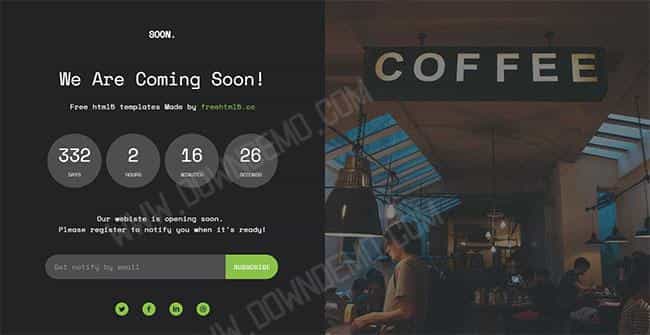 SOON.
We Are Coming Soon!
Free html5 templates Made by freehtml5.co
332
2
16
26
DAYS
HOURS
MINUTES
SECONDS
Our webiste is opening soon.
Please register to notify you when it's ready!
Get notify by email
SUBSCRIBE
COFFEE
WWW.DOWNDEMO.COM
WWW.DOWNDEMO.COM